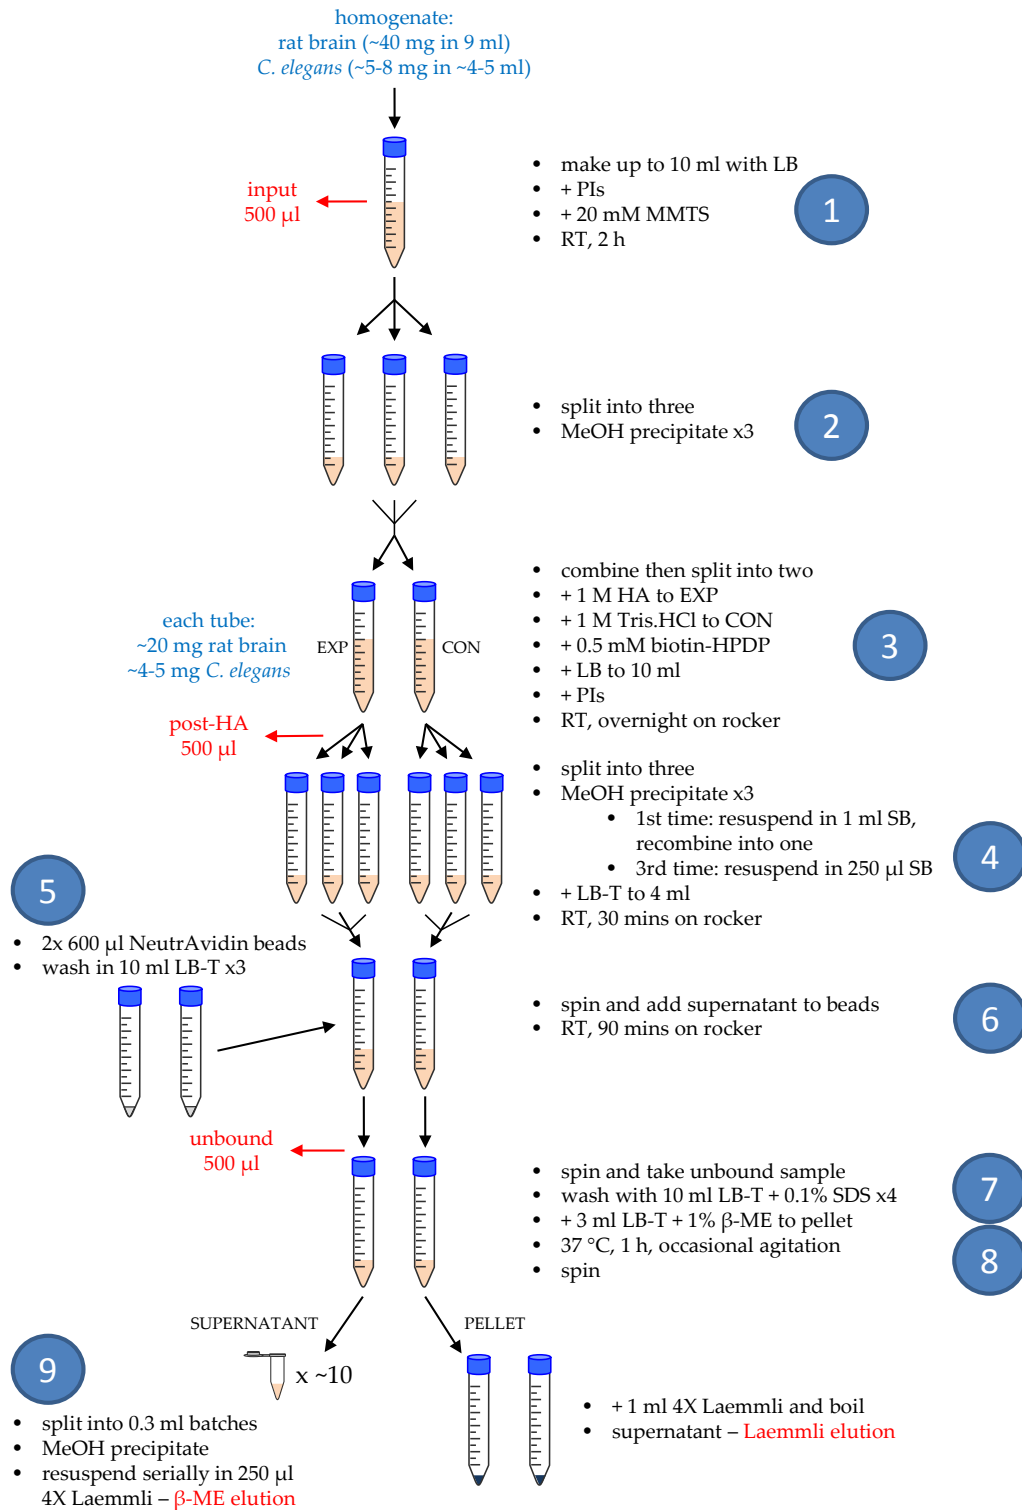 homogenate:
rat brain (~40 mg in 9 ml)
C. elegans (~5-8 mg in ~4-5 ml)
input
500 µl
• make up to 10 ml with LB
• + PIs
• + 20 mM MMTS
• RT, 2 h
1
• split into three
• MeOH precipitate x3
2
each tube:
~20 mg rat brain
~4-5 mg C. elegans
EXP
CON
• combine then split into two
• + 1 M HA to EXP
• + 1 M Tris.HCl to CON
• + 0.5 mM biotin-HPDP
• + LB to 10 ml
• + PIs
• RT, overnight on rocker
3
post-HA
500 µl
• split into three
• MeOH precipitate x3
• 1st time: resuspend in 1 ml SB,
recombine into one
• 3rd time: resuspend in 250 µl SB
• + LB-T to 4 ml
• RT, 30 mins on rocker
4
5
• 2x 600 µl NeutrAvidin beads
• wash in 10 ml LB-T x3
• spin and add supernatant to beads
• RT, 90 mins on rocker
6
unbound
500 µl
• spin and take unbound sample
• wash with 10 ml LB-T + 0.1% SDS x4
• + 3 ml LB-T + 1% β-ME to pellet
• 37 °C, 1 h, occasional agitation
• spin
7
8
SUPERNATANT
PELLET
9
x ~10
• split into 0.3 ml batches
• MeOH precipitate
• resuspend serially in 250 µl
4X Laemmli – β-ME elution
• + 1 ml 4X Laemmli and boil
• supernatant – Laemmli elution